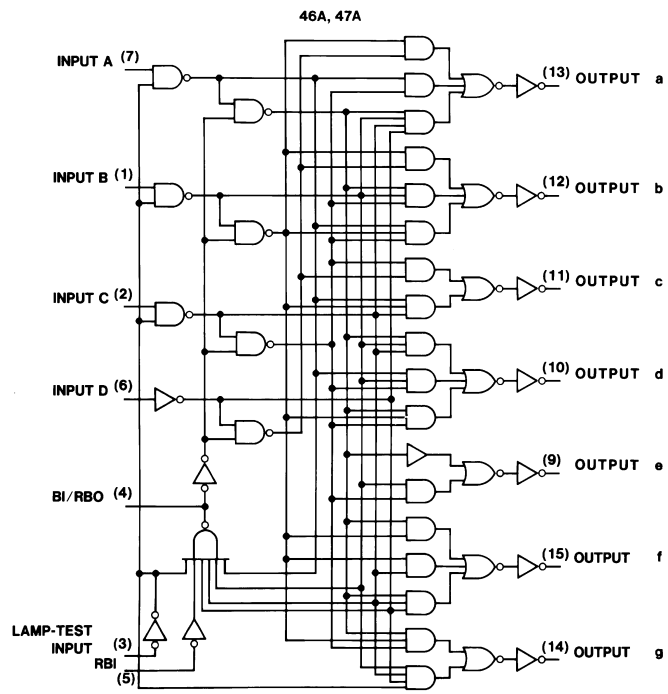 46A, 47A
INPUT A (7)
(13) OUTPUT a
INPUT B (1)
(12) OUTPUT b
INPUT C (2)
(11) OUTPUT c
INPUT D (6)
(10) OUTPUT d
(9) OUTPUT e
BI/RBO (4)
(15) OUTPUT f
LAMP-TEST
INPUT (3)
RBI
(5)
(14) OUTPUT g